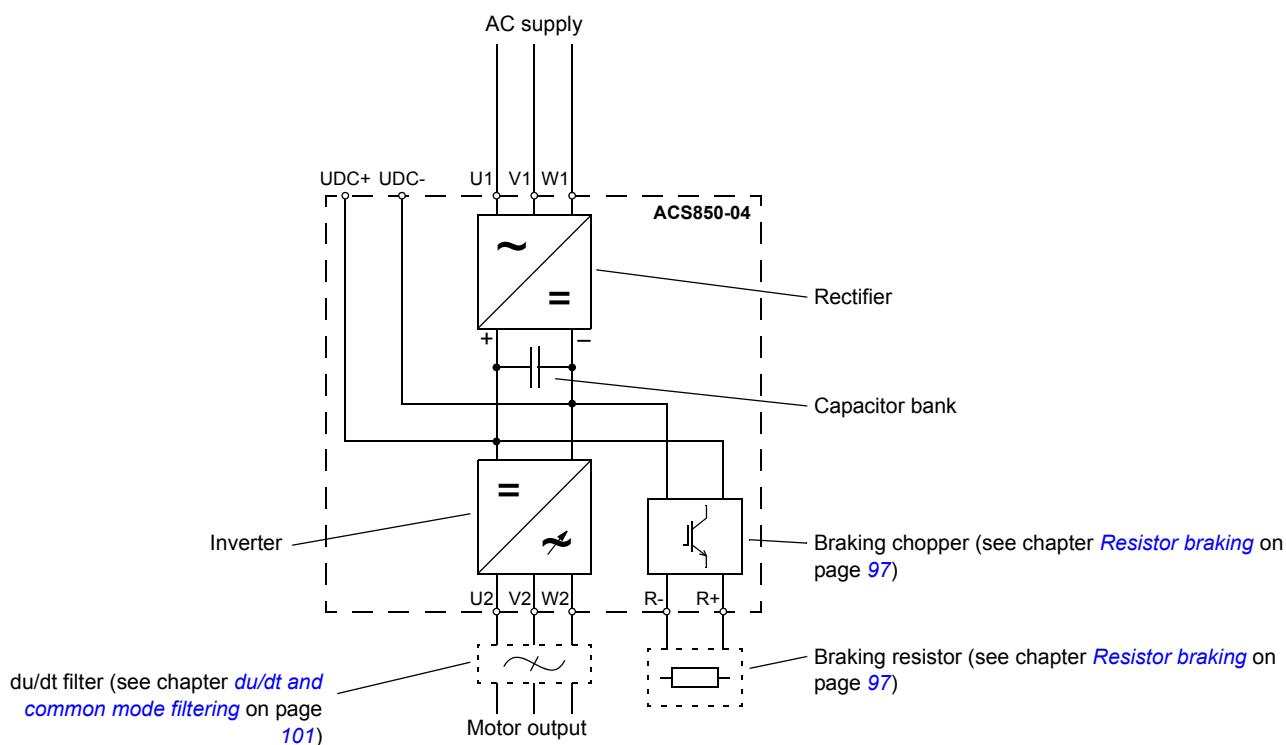 AC supply
UDC+ UDC- U1 V1 W1
ACS850-04
~
=
Rectifier
+ –
Capacitor bank
=
~
Inverter
Braking chopper (see chapter Resistor braking on
page 97)
U2 V2 W2 R- R+
du/dt filter (see chapter du/dt and
common mode filtering on page
101)
Braking resistor (see chapter Resistor braking on
page 97)
Motor output